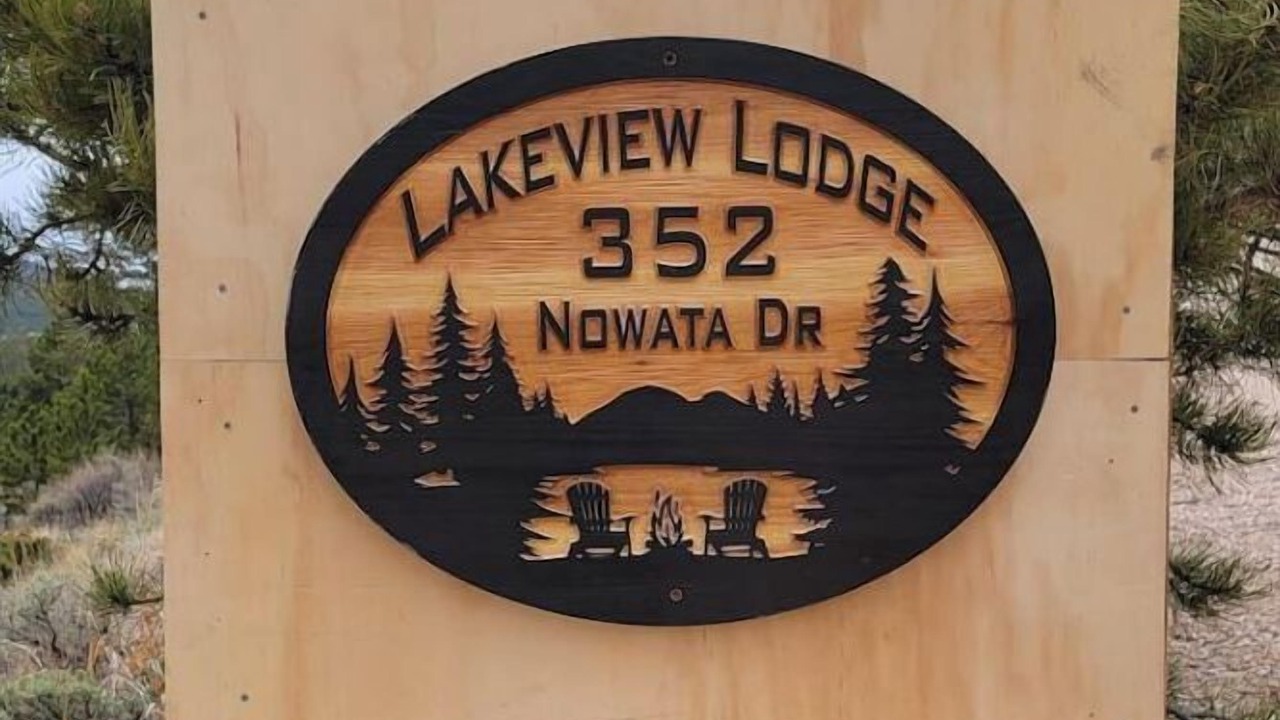 LAKEVIEW LODGE
352
NOWATA DR